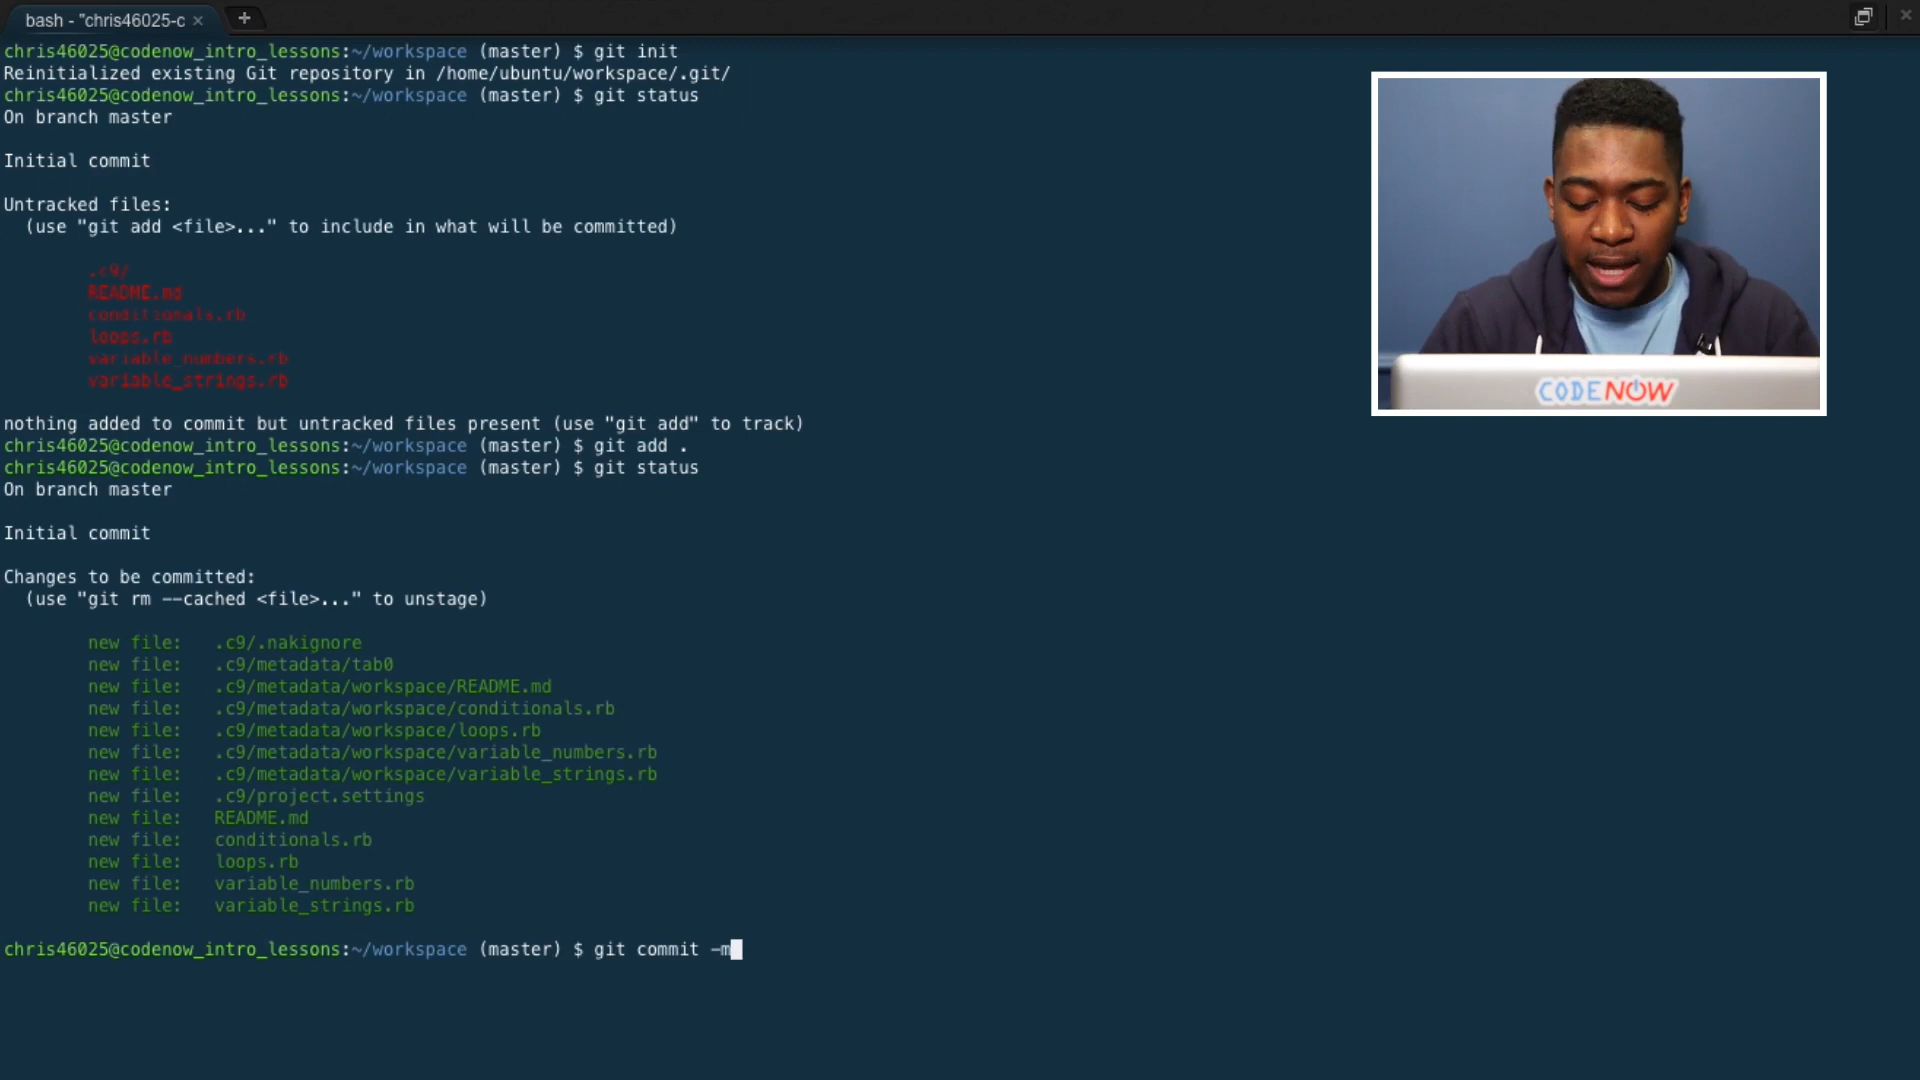 bash - "chris46025-c
chris46025@codenow_intro_lessons:~/workspace (master) $ git init
Reinitialized existing Git repository in /home/ubuntu/workspace/.git/
chris46025@codenow_intro_lessons:~/workspace (master) $ git status
On branch master
Initial commit
Untracked files:
(use "git add <file>..." to include in what will be committed)
.c9/
README.md
conditionals.rb
loops.rb
variable_numbers.rb
variable_strings.rb
nothing added to commit but untracked files present (use "git add" to track)
chris46025@codenow_intro_lessons:~/workspace (master) $ git add .
chris46025@codenow_intro_lessons:~/workspace (master) $ git status
On branch master
Initial commit
Changes to be committed:
(use "git rm --cached <file>..." to unstage)
new file: .c9/.nakignore
new file: .c9/metadata/tab0
new file: .c9/metadata/workspace/README.md
new file: .c9/metadata/workspace/conditionals.rb
new file: .c9/metadata/workspace/loops.rb
new file: .c9/metadata/workspace/variable_numbers.rb
new file: .c9/metadata/workspace/variable_strings.rb
new file: .c9/project.settings
new file: README.md
new file: conditionals.rb
new file: loops.rb
new file: variable_numbers.rb
new file: variable_strings.rb
chris46025@codenow_intro_lessons:~/workspace (master) $ git commit -m
CODENOW